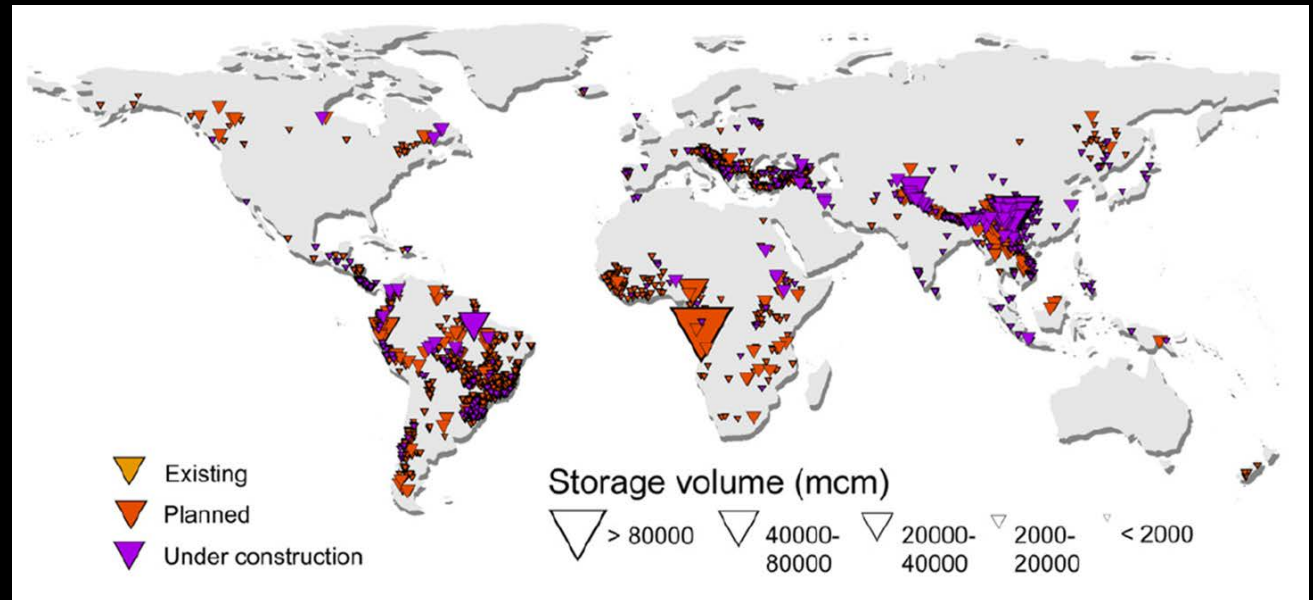 Existing
Planned
Under construction
Storage volume (mcm)
> 80000
40000-
80000
20000-
40000
2000-
20000
< 2000